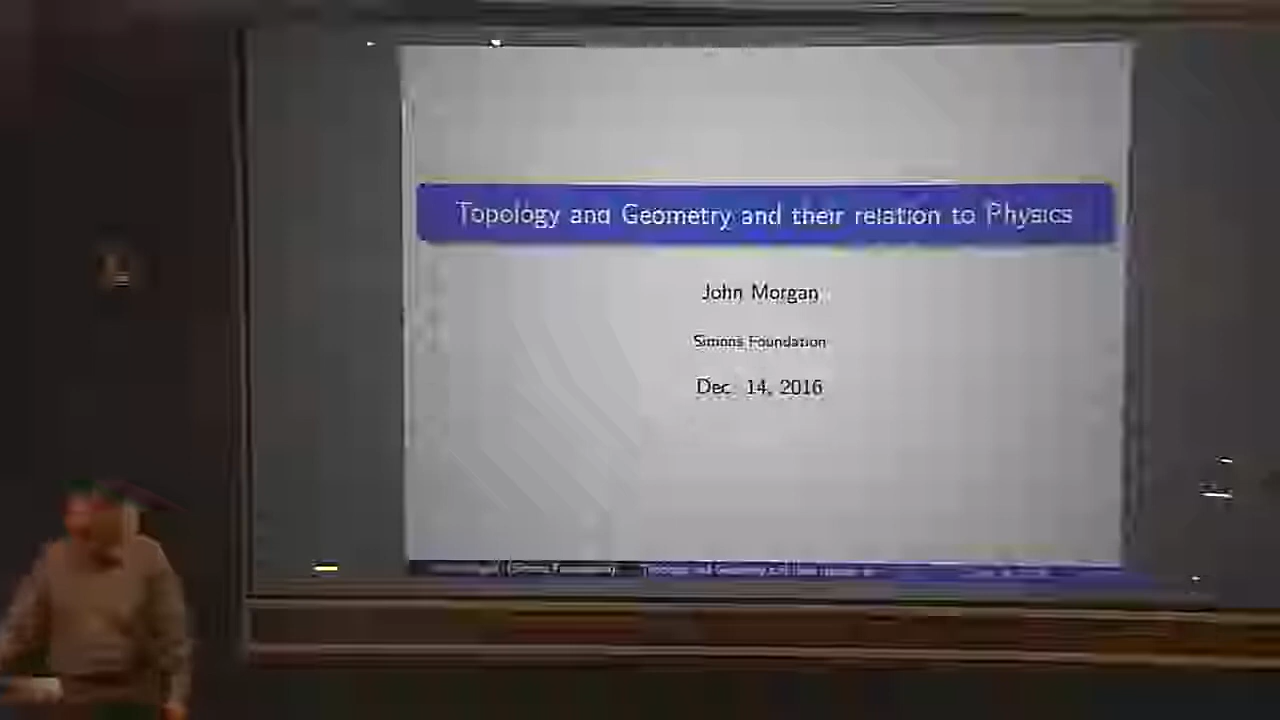 Topology and Geometry and their relation to Physics
John Morgan
Simons Foundation
Dec. 14, 2016